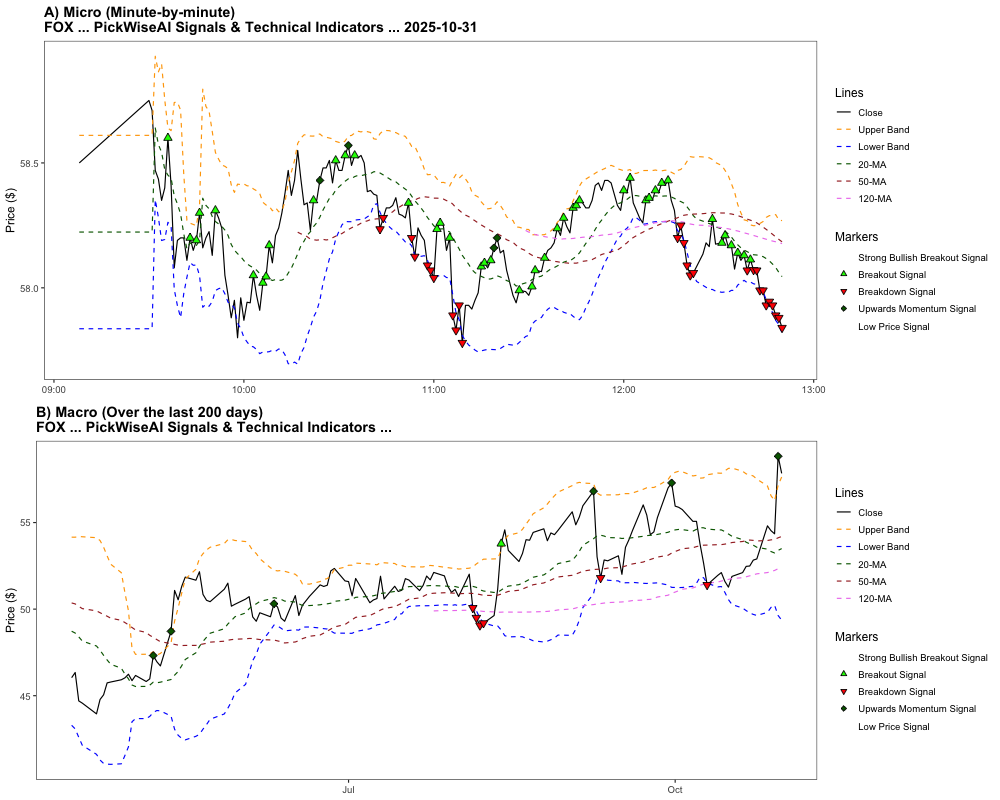 A) Micro (Minute-by-minute)
FOX ... PickWiseAI Signals & Technical Indicators ... 2025-10-31
Price ($)
58.5
58.0
09:00
10:00
11:00
12:00
13:00
Lines
Close
Upper Band
Lower Band
20-MA
50-MA
120-MA
Markers
Strong Bullish Breakout Signal
Breakout Signal
Breakdown Signal
Upwards Momentum Signal
Low Price Signal
B) Macro (Over the last 200 days)
FOX ... PickWiseAI Signals & Technical Indicators ...
Price ($)
55
50
45
Jul
Oct
Lines
Close
Upper Band
Lower Band
20-MA
50-MA
120-MA
Markers
Strong Bullish Breakout Signal
Breakout Signal
Breakdown Signal
Upwards Momentum Signal
Low Price Signal